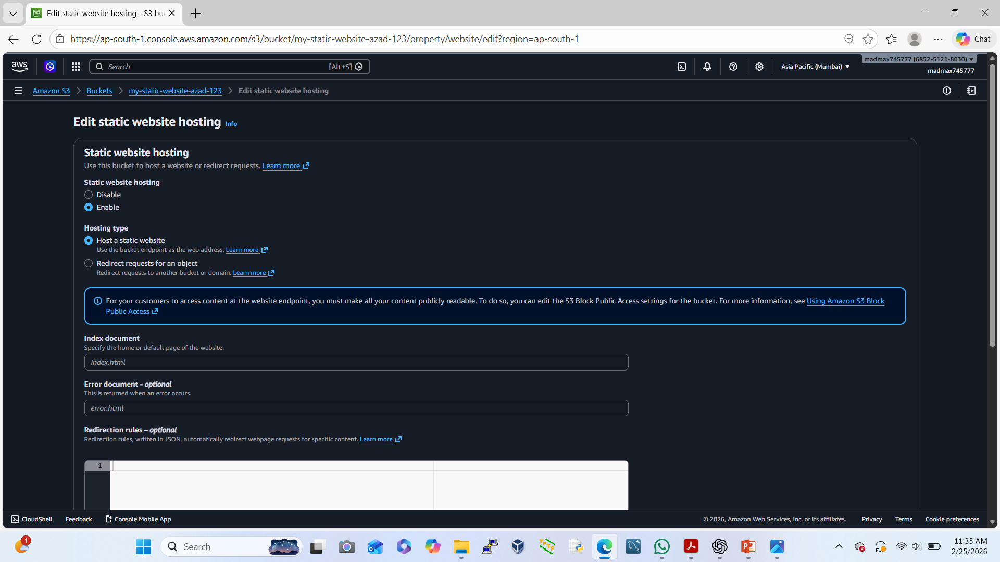 Edit static website hosting - S3 bu
https://ap-south-1.console.aws.amazon.com/s3/bucket/my-static-website-azad-123/property/website/edit?region=ap-south-1
Chat
aws
Search
[Alt+S]
Asia Pacific (Mumbai)
madmax745777 (6852-5121-8030)
madmax745777
Amazon S3
Buckets
my-static-website-azad-123
Edit static website hosting
Edit static website hosting Info
Static website hosting
Use this bucket to host a website or redirect requests. Learn more
Static website hosting
Disable
Enable
Hosting type
Host a static website
Use the bucket endpoint as the web address. Learn more
Redirect requests for an object
Redirect requests to another bucket or domain. Learn more
For your customers to access content at the website endpoint, you must make all your content publicly readable. To do so, you can edit the S3 Block Public Access settings for the bucket. For more information, see Using Amazon S3 Block
Public Access
Index document
Specify the home or default page of the website.
index.html
Error document - optional
This is returned when an error occurs.
error.html
Redirection rules – optional
Redirection rules, written in JSON, automatically redirect webpage requests for specific content. Learn more
1
CloudShell
Feedback
Console Mobile App
© 2026, Amazon Web Services, Inc. or its affiliates.
Privacy
Terms
Cookie preferences
1
Search
TFTP
11:35 AM
2/25/2026